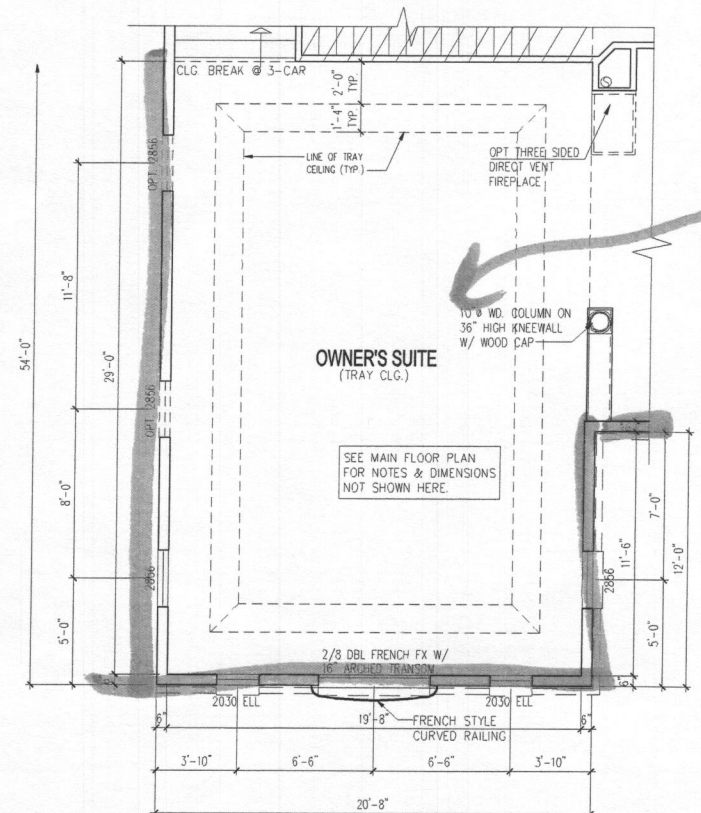 CLG. BREAK @ 3-CAR
2'-0"
TYP.
1'-4"
TYP.
LINE OF TRAY
CEILING (TYP.)
OPT THREE SIDED
DIRECT VENT
FIREPLACE
OPT. 2856
11'-8"
54'-0"
29'-0"
10"ø WD. COLUMN ON
36" HIGH KNEEWALL
W/ WOOD CAP
OWNER'S SUITE
(TRAY CLG.)
OPT. 2856
SEE MAIN FLOOR PLAN
FOR NOTES & DIMENSIONS
NOT SHOWN HERE.
6"
8'-0"
7'-0"
11'-6"
12'-0"
2856
2856
5'-0"
5'-0"
2/8 DBL FRENCH FX W/
16" ARCHED TRANSOM
6"
6"
2030 ELL
2030 ELL
6"
19'-8"
6"
FRENCH STYLE
CURVED RAILING
3'-10"
6'-6"
6'-6"
3'-10"
20'-8"